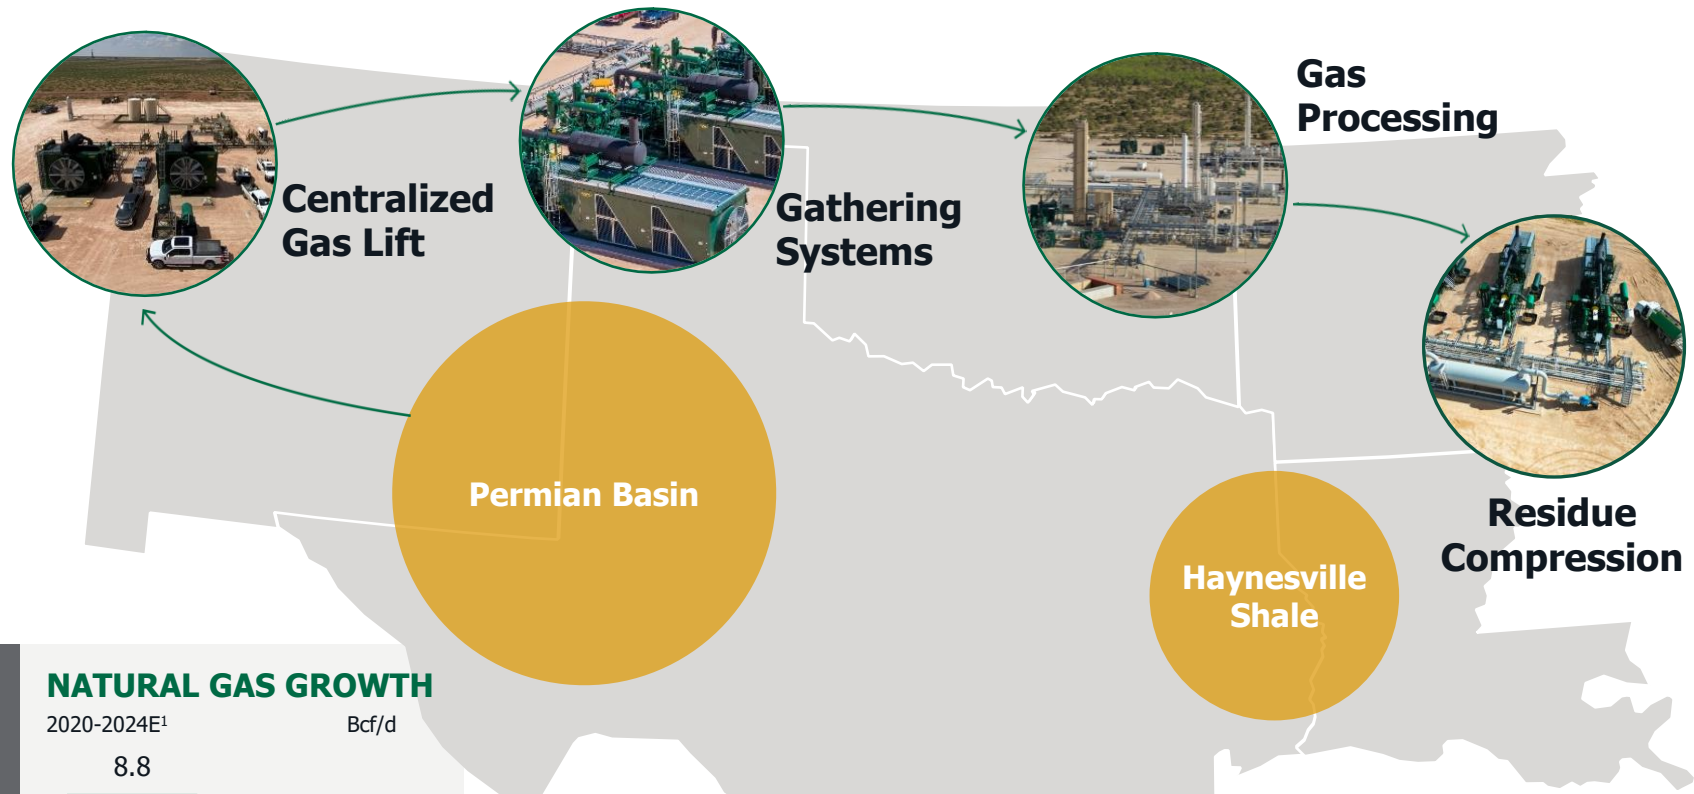 Gas
Processing
Centralized
Gas Lift
Gathering
Systems
Permian Basin
Residue
Compression
Haynesville
Shale
NATURAL GAS GROWTH
2020-2024E¹ Bcf/d
8.8